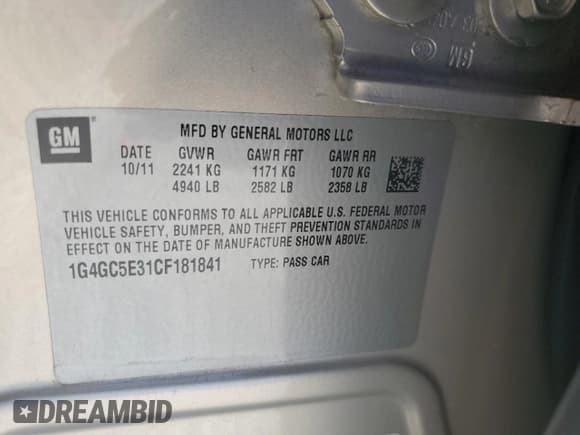 GM
MFD BY GENERAL MOTORS LLC
DATE GVWR GAWR FRT GAWR RR
10/11 2241 KG 1171 KG 1070 KG
4940 LB 2582 LB 2358 LB
THIS VEHICLE CONFORMS TO ALL APPLICABLE U.S. FEDERAL MOTOR
VEHICLE SAFETY, BUMPER, AND THEFT PREVENTION STANDARDS IN
EFFECT ON THE DATE OF MANUFACTURE SHOWN ABOVE.
1G4GC5E31CF181841 TYPE: PASS CAR
DREAMBID